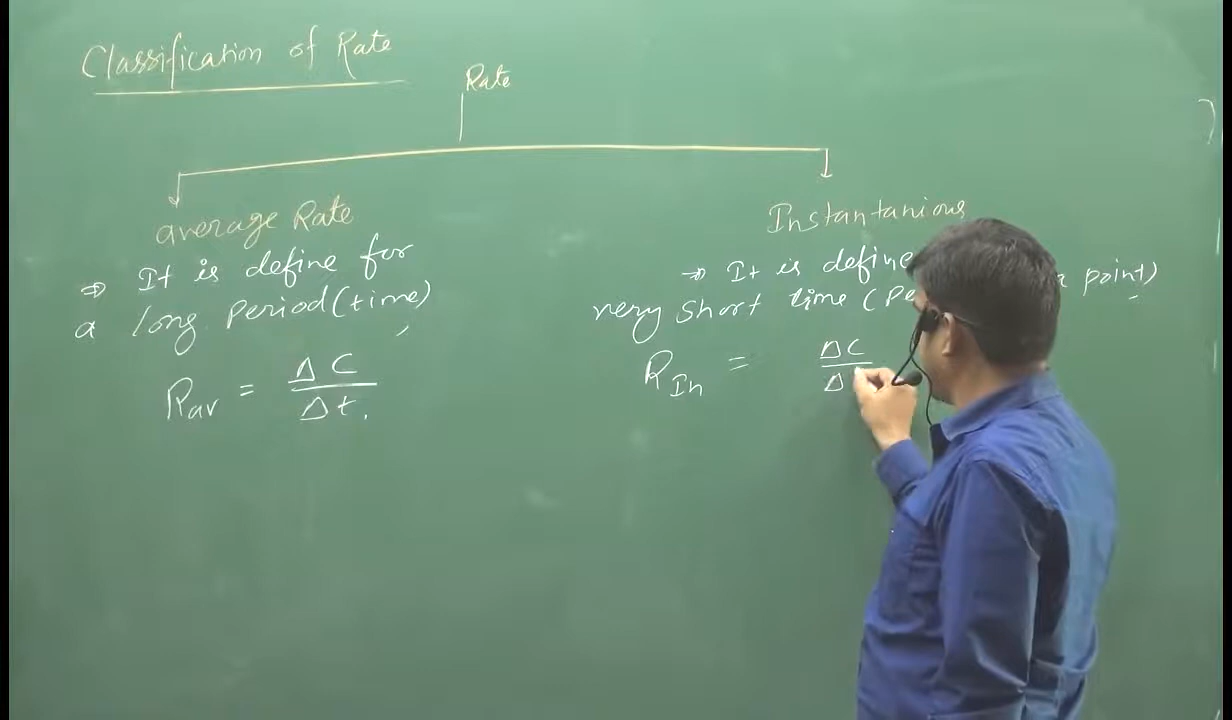 Classification of Rate
Rate
average Rate
⇒ It is define for
a long Period(time)
Rav = ΔC/Δt.
Instantanious
⇒ It is define
very short time ( point)
RIn = ΔC/Δ